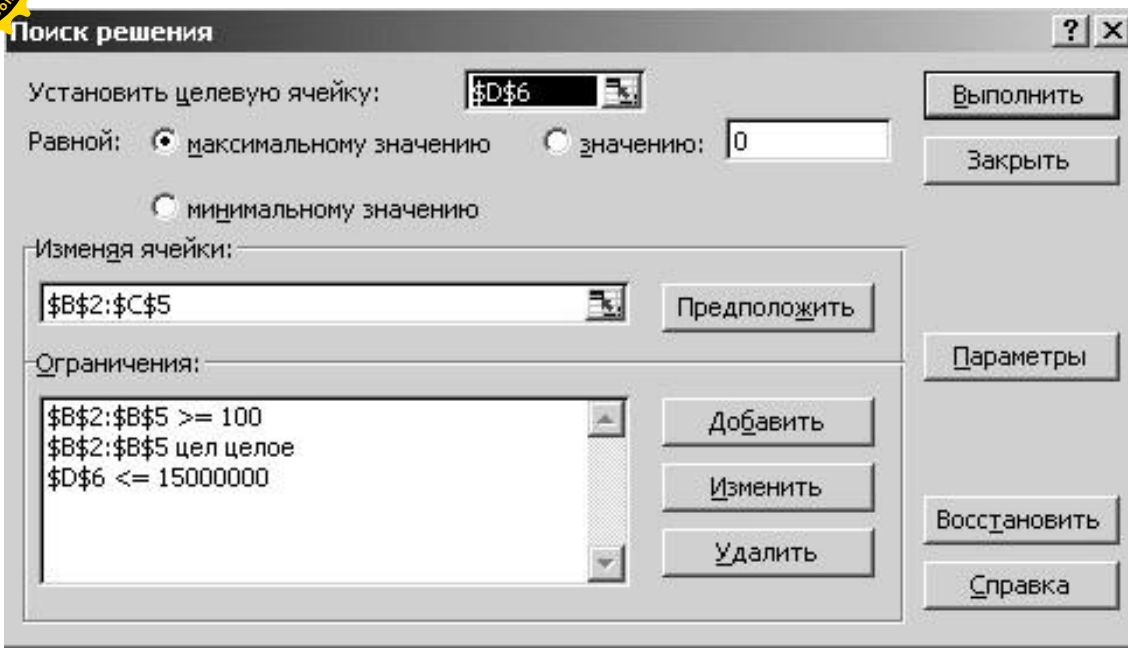 Поиск решения
Установить целевую ячейку: $D$6
Выполнить
Равной: максимальному значению значению: 0
Закрыть
минимальному значению
Изменяя ячейки:
$B$2:$C$5
Предположить
Параметры
Ограничения:
$B$2:$B$5 >= 100
$B$2:$B$5 цел целое
$D$6 <= 15000000
Добавить
Изменить
Удалить
Восстановить
Справка